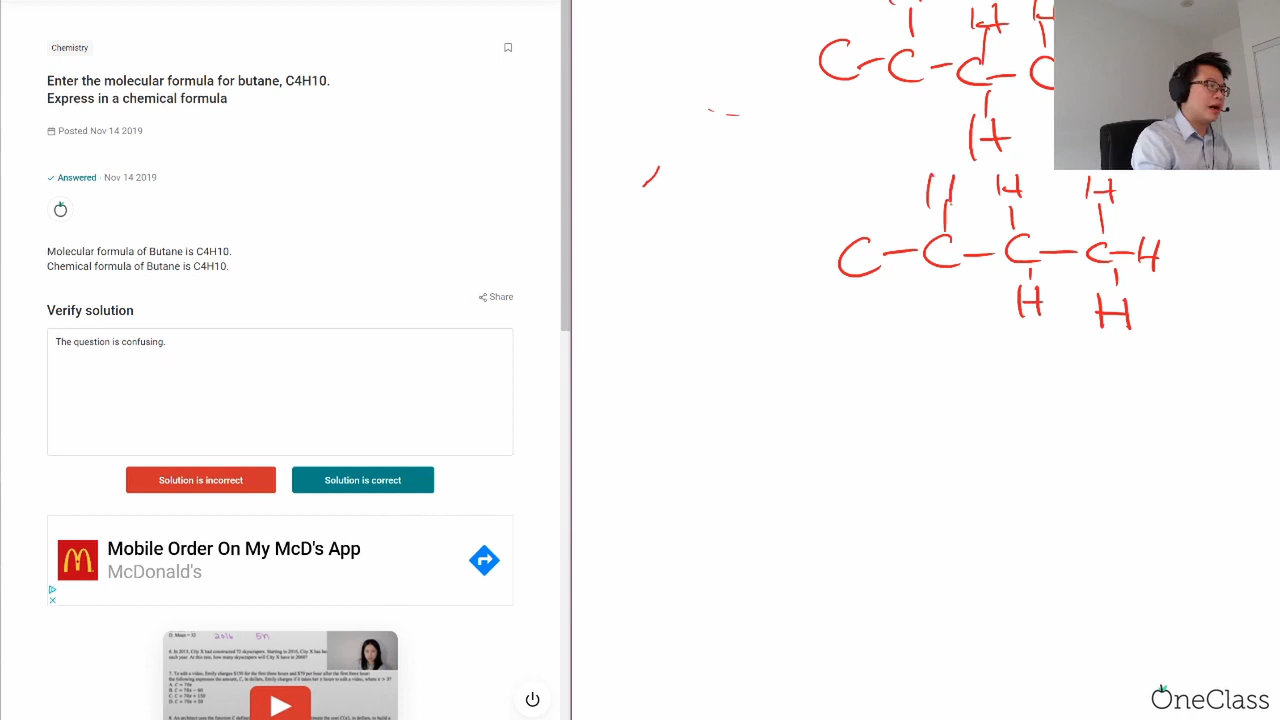 Chemistry
Enter the molecular formula for butane, C4H10.
Express in a chemical formula
Posted Nov 14 2019
Answered · Nov 14 2019
Molecular formula of Butane is C4H10.
Chemical formula of Butane is C4H10.
Share
Verify solution
The question is confusing.
Solution is incorrect
Solution is correct
Mobile Order On My McD's App
McDonald's
2016 5n
H H
C-C-C-C
H
H H H
C-C-C-C-H
H H
OneClass